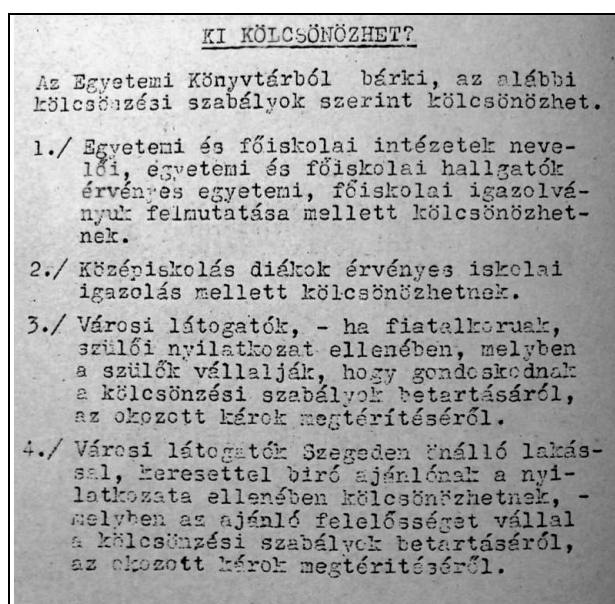 KI KÖLCSÖNÖZHET?
Az Egyetemi Könyvtárból bárki, az alábbi
kölcsönzési szabályok szerint kölcsönözhet.
1./ Egyetemi és főiskolai intézetek neve-
lői, egyetemi és főiskolai hallgatók
érvényes egyetemi, főiskolai igazolvá-
nyuk felmutatása mellett kölcsönözhet-
nek.
2./ Középiskolás diákok érvényes iskolai
igazolás mellett kölcsönözhetnek.
3./ Városi látogatók, - ha fiatalkoruak,
szülői nyilatkozat ellenében, melyben
a szülők vállalják, hogy gondoskodnak
a kölcsönzési szabályok betartásáról,
az okozott károk megtérítéséről.
4./ Városi látogatók Szegeden önálló lakás-
sal, keresettel biró ajánlónak a nyi-
latkozata ellenében kölcsönözhetnek, -
melyben az ajánló felelősséget vállal
a kölcsönzési szabályok betartásáról,
az okozott károk megtéritéséről.